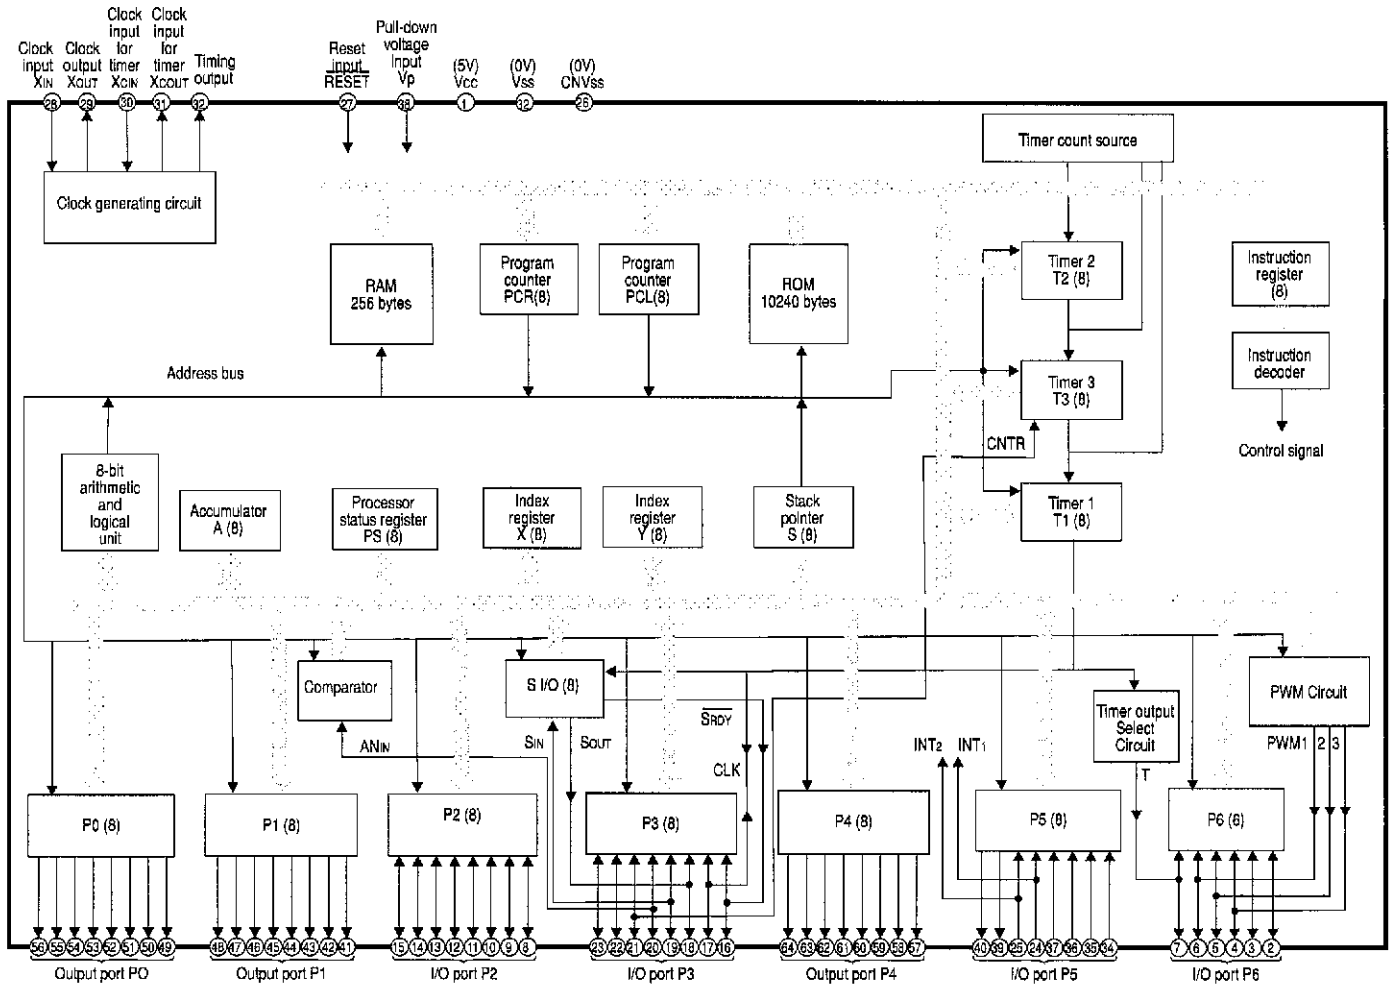 Clock input XIN
Clock output XOUT
Clock input for timer XCIN
Clock input for timer XCOUT
Timing output
Reset input RESET
Pull-down voltage Input Vp
(5V) Vcc
(0V) Vss
(0V) CNVss
28 29 30 31 32 27 38 1 32 26
Timer count source
Clock generating circuit
RAM
256 bytes
Program
counter
PCR(8)
Program
counter
PCL(8)
ROM
10240 bytes
Timer 2
T2 (8)
Instruction
register
(8)
Instruction
decoder
Address bus
Timer 3
T3 (8)
CNTR
Control signal
8-bit
arithmetic
and
logical
unit
Accumulator
A (8)
Processor
status register
PS (8)
Index
register
X (8)
Index
register
Y (8)
Stack
pointer
S (8)
Timer 1
T1 (8)
Comparator
S I/O (8)
PWM Circuit
SRDY
Timer output
Select
Circuit
ANIN
SIN
SOUT
CLK
INT2
INT1
T
PWM1 2 3
P0 (8)
P1 (8)
P2 (8)
P3 (8)
P4 (8)
P5 (8)
P6 (6)
56 55 54 53 52 51 50 49
48 47 46 45 44 43 42 41
15 14 13 12 11 10 9 8
23 22 21 20 19 18 17 16
64 63 62 61 60 59 58 57
40 39 25 24 37 36 35 34
7 6 5 4 3 2
Output port P0
Output port P1
I/O port P2
I/O port P3
Output port P4
I/O port P5
I/O port P6